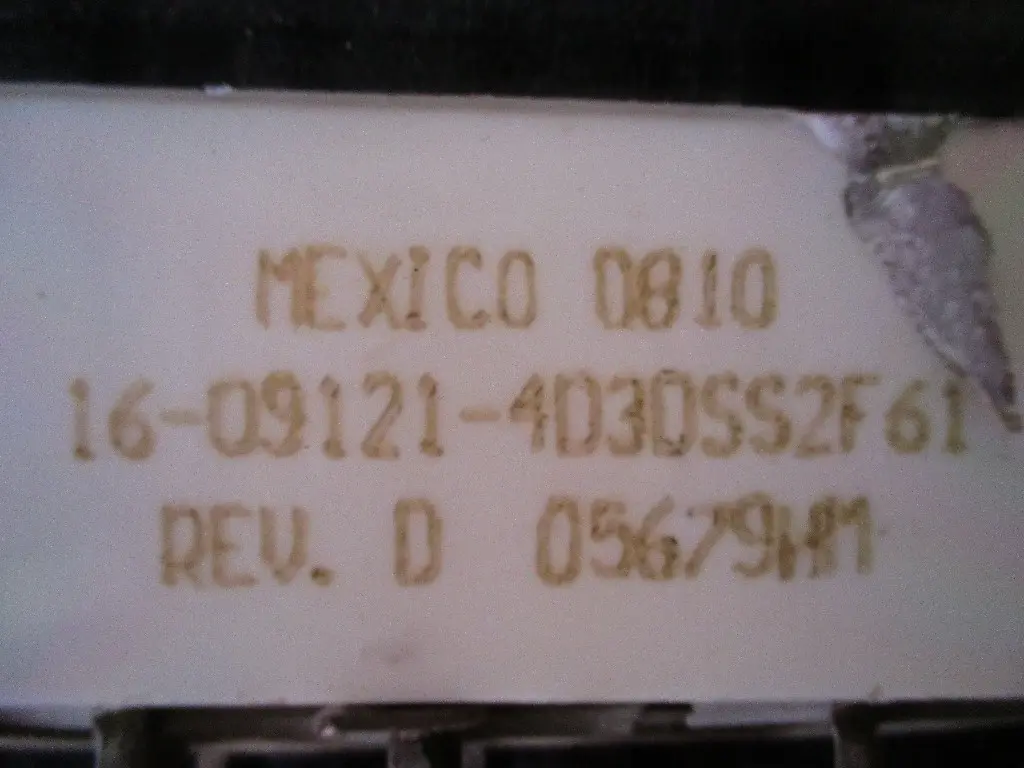 MEXICO 0810
16-09121-4D3DSS2F61
REV. D 05679HM